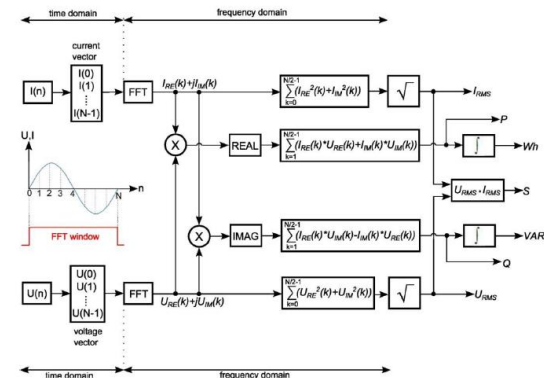 time domain
frequency domain
current
vector
I(n)
I(0)
I(1)
⋮
I(N-1)
FFT
I_RE(k)+jI_IM(k)
N/2-1
∑(I_RE²(k)+I_IM²(k))
k=0
√
I_RMS
P
X
REAL
N/2-1
∑(I_RE(k)*U_RE(k)+I_IM(k)*U_IM(k))
k=1
∫
Wh
U,I
n
0 1 2 3 4 N
FFT window
U_RMS*I_RMS
S
X
IMAG
N/2-1
∑(I_RE(k)*U_IM(k)-I_IM(k)*U_RE(k))
k=1
∫
VAR
Q
U(n)
U(0)
U(1)
⋮
U(N-1)
FFT
U_RE(k)+jU_IM(k)
N/2-1
∑(U_RE²(k)+U_IM²(k))
k=0
√
U_RMS
voltage
vector
time domain
frequency domain